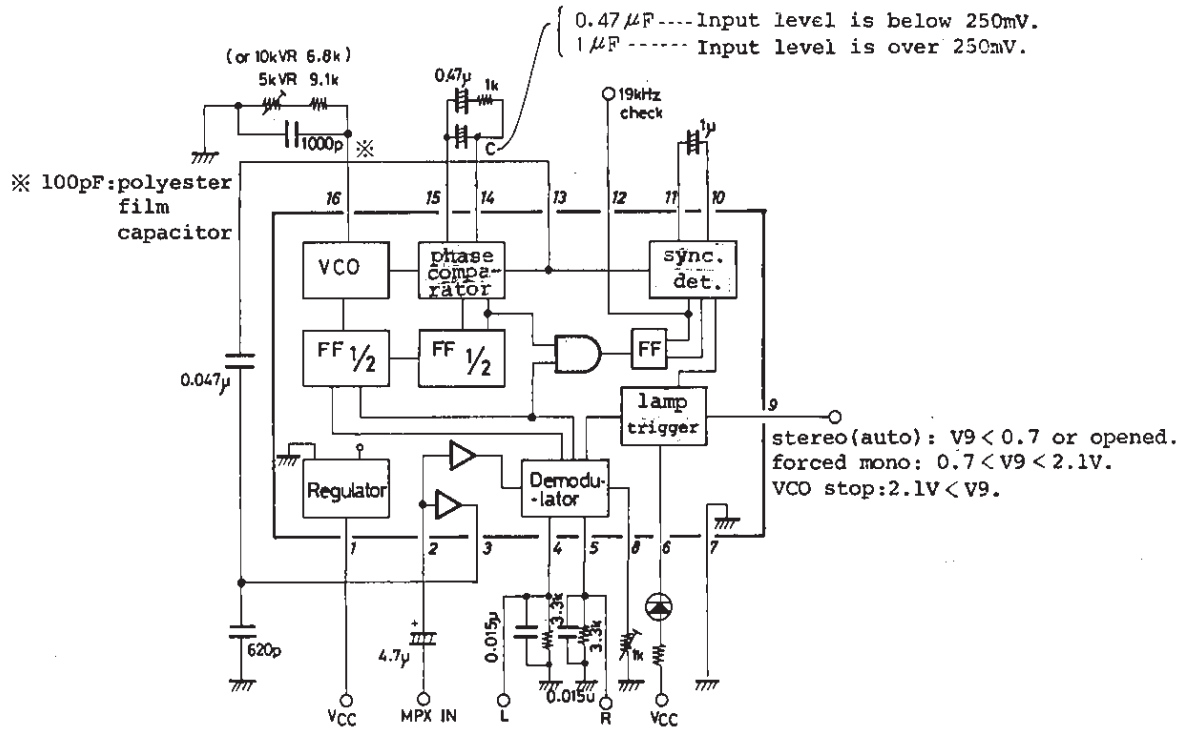 0.47μF----Input level is below 250mV.
1μF------ Input level is over 250mV.
(or 10kVR 6.8k)
5kVR 9.1k
1000p
※
0.47μ
1k
C
19kHz
check
1μ
※ 100pF:polyester
film
capacitor
16
15
14
13
12
11
10
VCO
phase
compa-
rator
sync.
det.
FF 1/2
FF 1/2
FF
0.047μ
lamp
trigger
9
stereo(auto): V9<0.7 or opened.
forced mono: 0.7<V9<2.1V.
VCO stop:2.1V<V9.
Regulator
Demodu-
-lator
1
2
3
4
5
8
6
7
620p
+
4.7μ
0.015μ
3.3k
3.3k
1k
0.015u
VCC
MPX IN
L
R
VCC